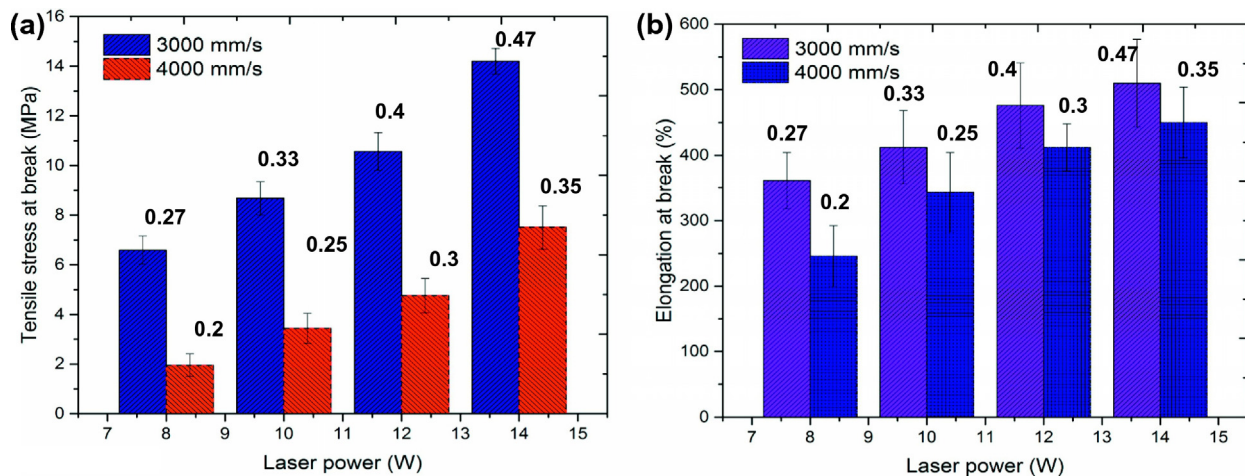 (a)
3000 mm/s
4000 mm/s
Tensile stress at break (MPa)
16
14
12
10
8
6
4
2
0
0.27
0.2
0.33
0.25
0.4
0.3
0.47
0.35
7 8 9 10 11 12 13 14 15
Laser power (W)
(b)
3000 mm/s
4000 mm/s
Elongation at break (%)
600
500
400
300
200
100
0
0.27
0.2
0.33
0.25
0.4
0.3
0.47
0.35
7 8 9 10 11 12 13 14 15
Laser power (W)